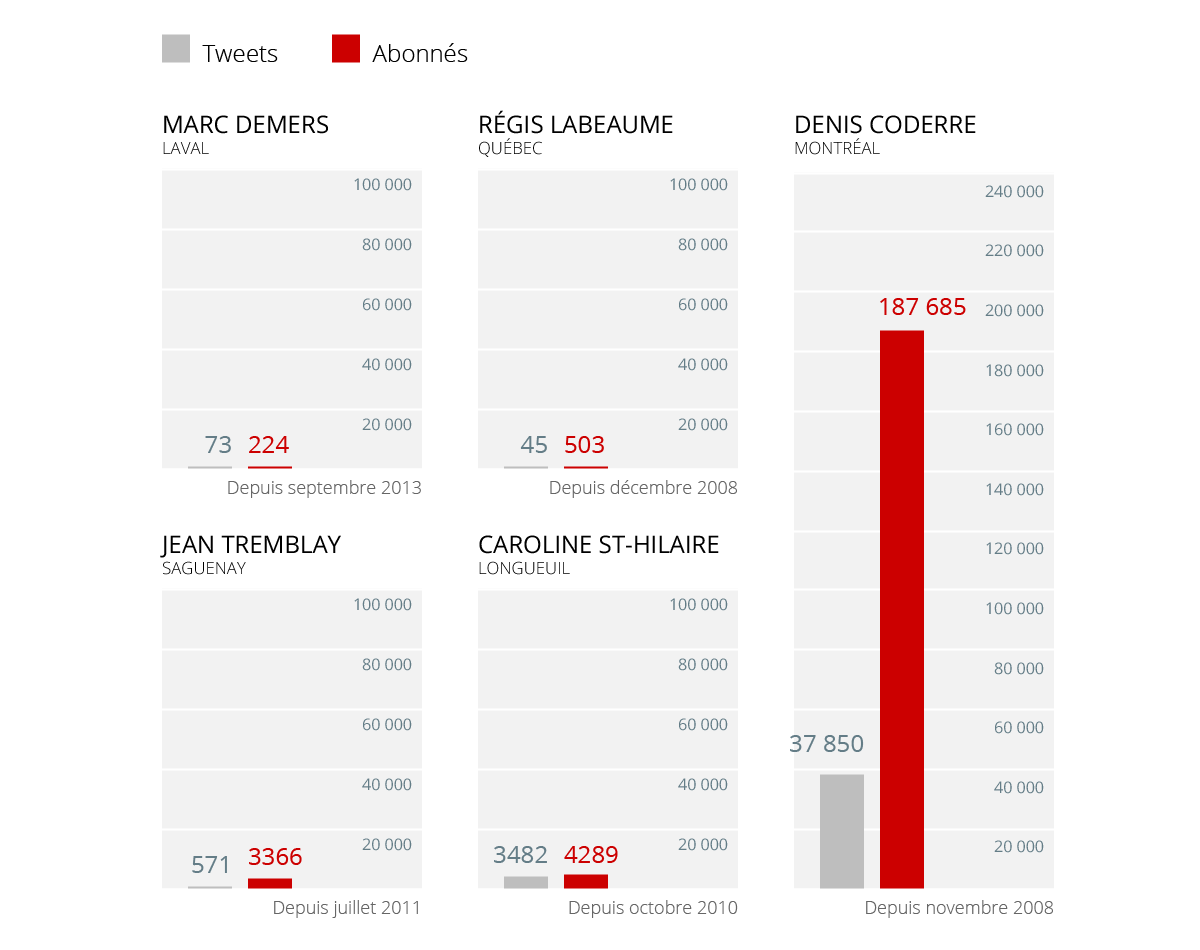 Tweets
Abonnés
MARC DEMERS
LAVAL
100 000
80 000
60 000
40 000
20 000
73
224
Depuis septembre 2013
RÉGIS LABEAUME
QUÉBEC
100 000
80 000
60 000
40 000
20 000
45
503
Depuis décembre 2008
DENIS CODERRE
MONTRÉAL
240 000
220 000
187 685
200 000
180 000
160 000
140 000
120 000
100 000
80 000
60 000
37 850
40 000
20 000
Depuis novembre 2008
JEAN TREMBLAY
SAGUENAY
100 000
80 000
60 000
40 000
20 000
571
3366
Depuis juillet 2011
CAROLINE ST-HILAIRE
LONGUEUIL
100 000
80 000
60 000
40 000
20 000
3482
4289
Depuis octobre 2010